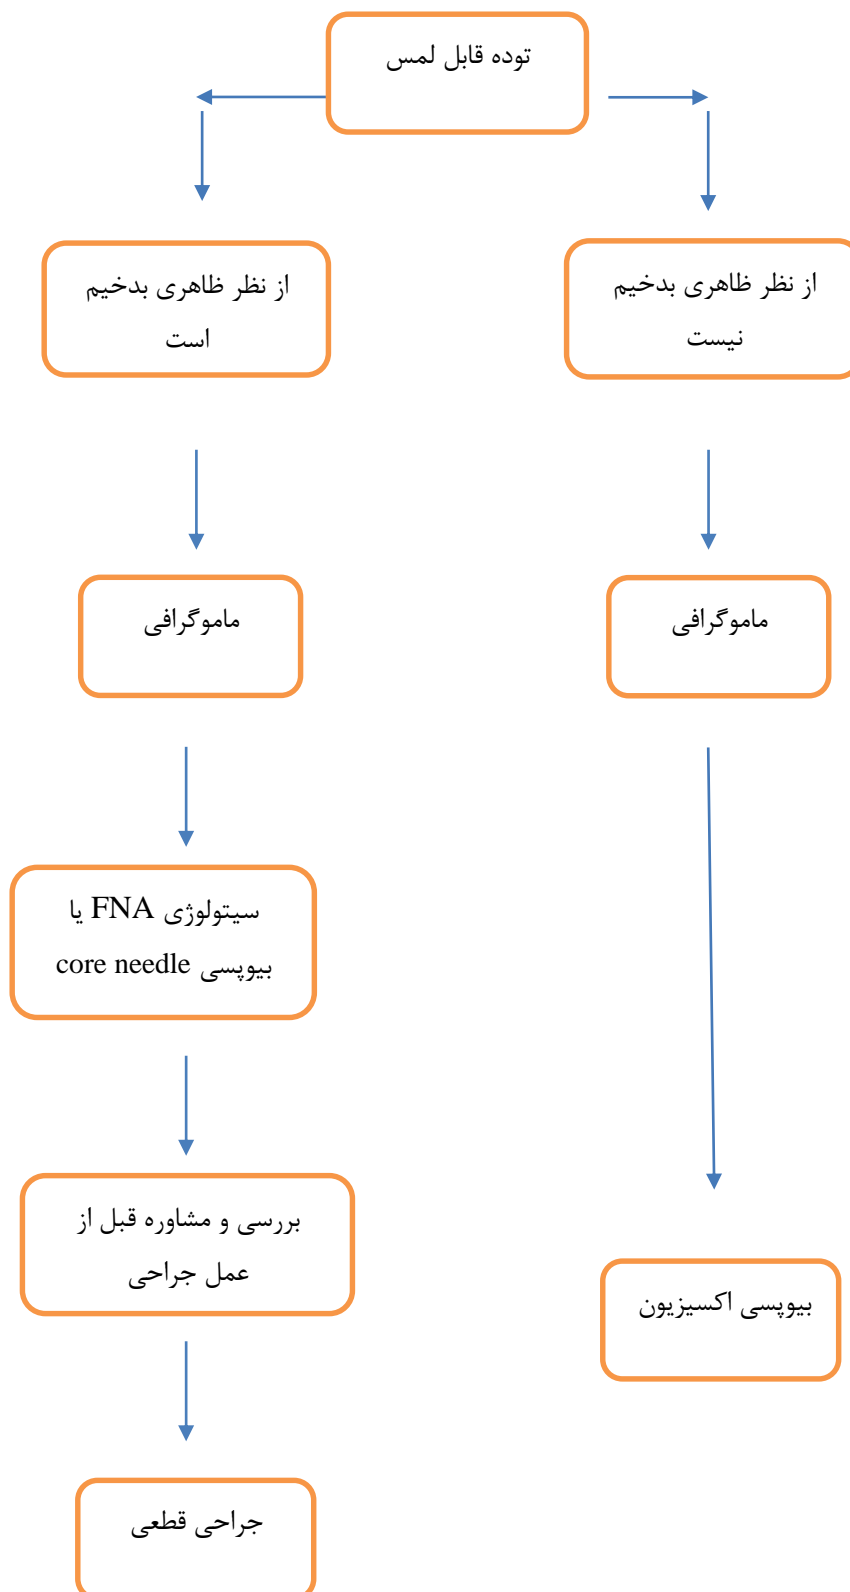 توده قابل لمس
از نظر ظاهری بدخیم
نیست
از نظر ظاهری بدخیم
است
ماموگرافی
ماموگرافی
سیتولوژی FNA یا
بیوپسی core needle
بررسی و مشاوره قبل از
عمل جراحی
بیوپسی اکسیزیون
جراحی قطعی